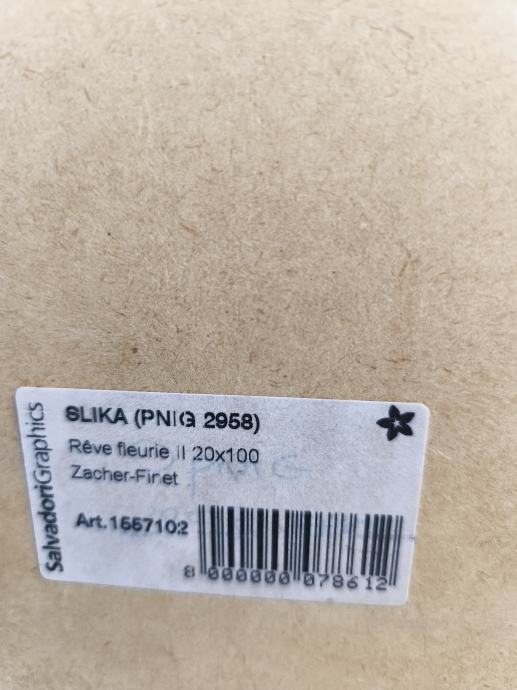 SalvadoriGraphics
SLIKA (PNIG 2958)
Rêve fleurie II 20x100
Zacher-Finet
Art.1557102
8 000000 078612